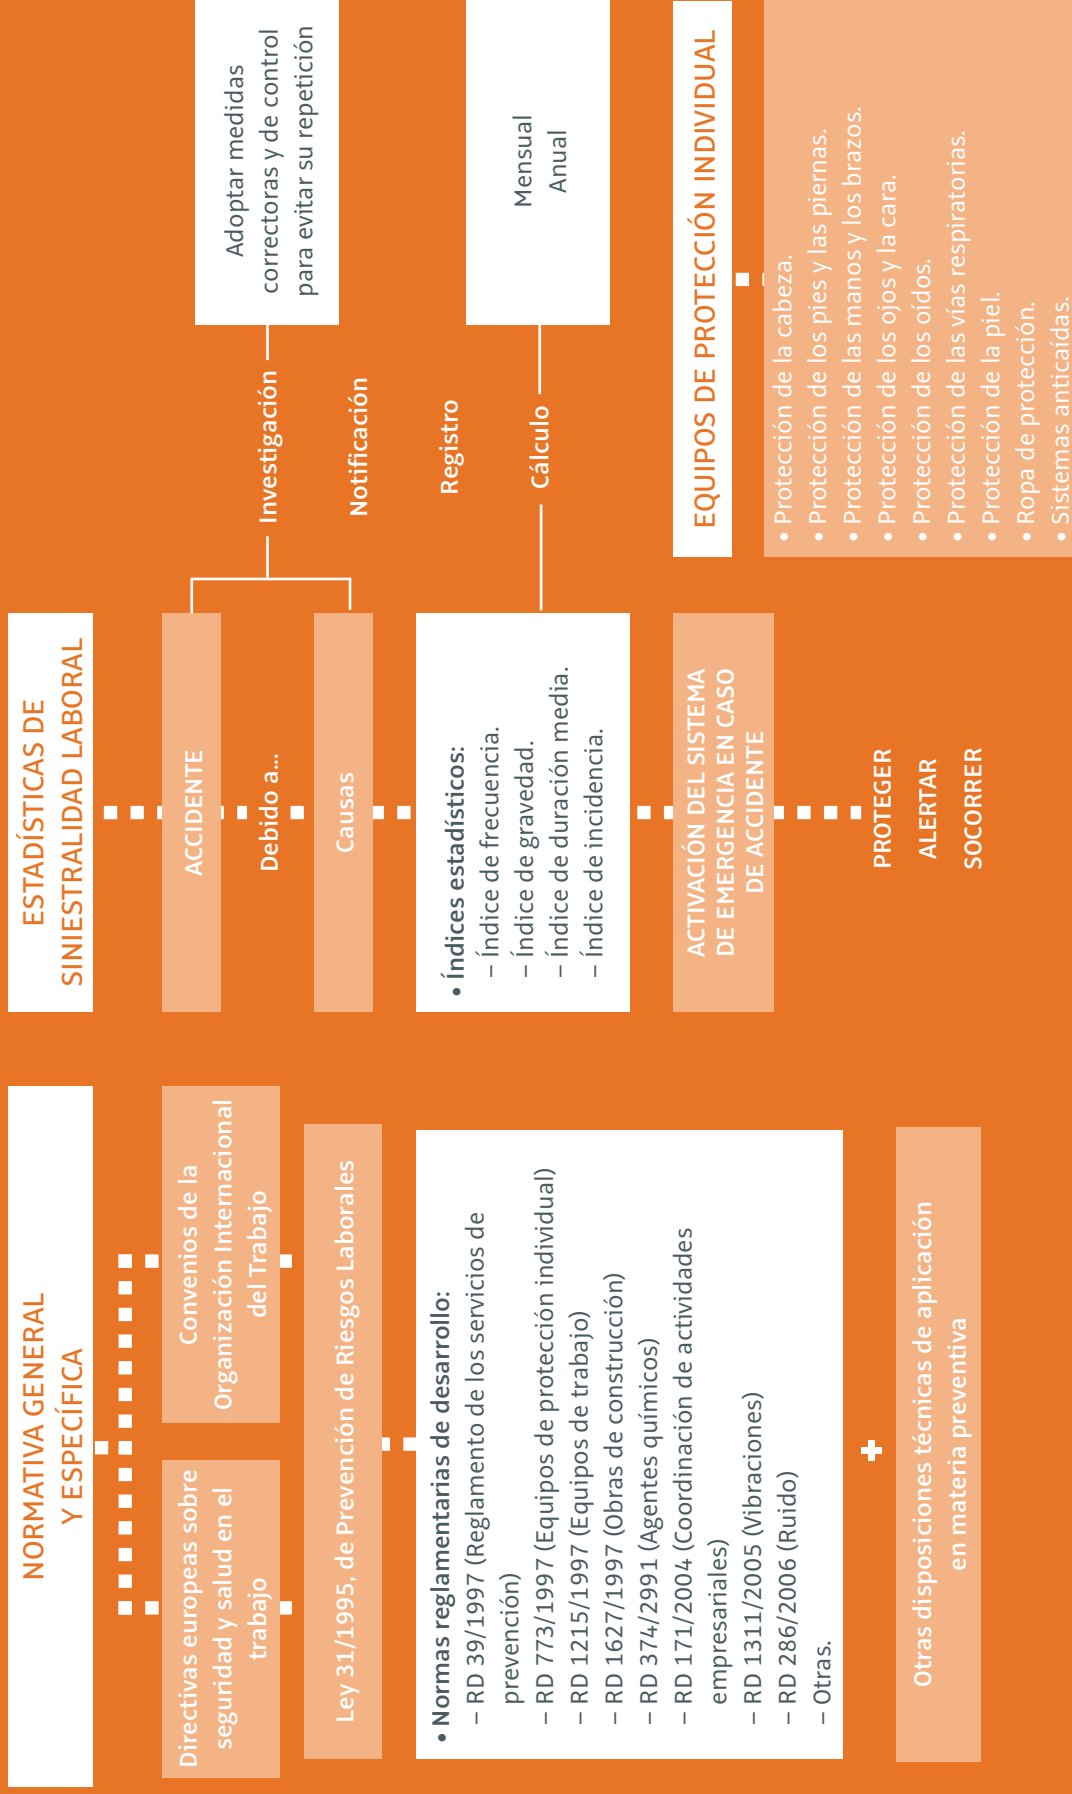 NORMATIVA GENERAL
Y ESPECÍFICA
Directivas europeas sobre
seguridad y salud en el
trabajo
Convenios de la
Organización Internacional
del Trabajo
Ley 31/1995, de Prevención de Riesgos Laborales
• Normas reglamentarias de desarrollo:
– RD 39/1997 (Reglamento de los servicios de
prevención)
– RD 773/1997 (Equipos de protección individual)
– RD 1215/1997 (Equipos de trabajo)
– RD 1627/1997 (Obras de construcción)
– RD 374/2991 (Agentes químicos)
– RD 171/2004 (Coordinación de actividades
empresariales)
– RD 1311/2005 (Vibraciones)
– RD 286/2006 (Ruido)
– Otras.
Otras disposiciones técnicas de aplicación
en materia preventiva
ESTADÍSTICAS DE
SINIESTRALIDAD LABORAL
ACCIDENTE
Debido a...
Causas
• Índices estadísticos:
– Índice de frecuencia.
– Índice de gravedad.
– Índice de duración media.
– Índice de incidencia.
ACTIVACIÓN DEL SISTEMA
DE EMERGENCIA EN CASO
DE ACCIDENTE
PROTEGER
ALERTAR
SOCORRER
Investigación
Notificación
Registro
Cálculo
Adoptar medidas
correctoras y de control
para evitar su repetición
Mensual
Anual
EQUIPOS DE PROTECCIÓN INDIVIDUAL
• Protección de la cabeza.
• Protección de los pies y las piernas.
• Protección de las manos y los brazos.
• Protección de los ojos y la cara.
• Protección de los oídos.
• Protección de las vías respiratorias.
• Protección de la piel.
• Ropa de protección.
• Sistemas anticaídas.